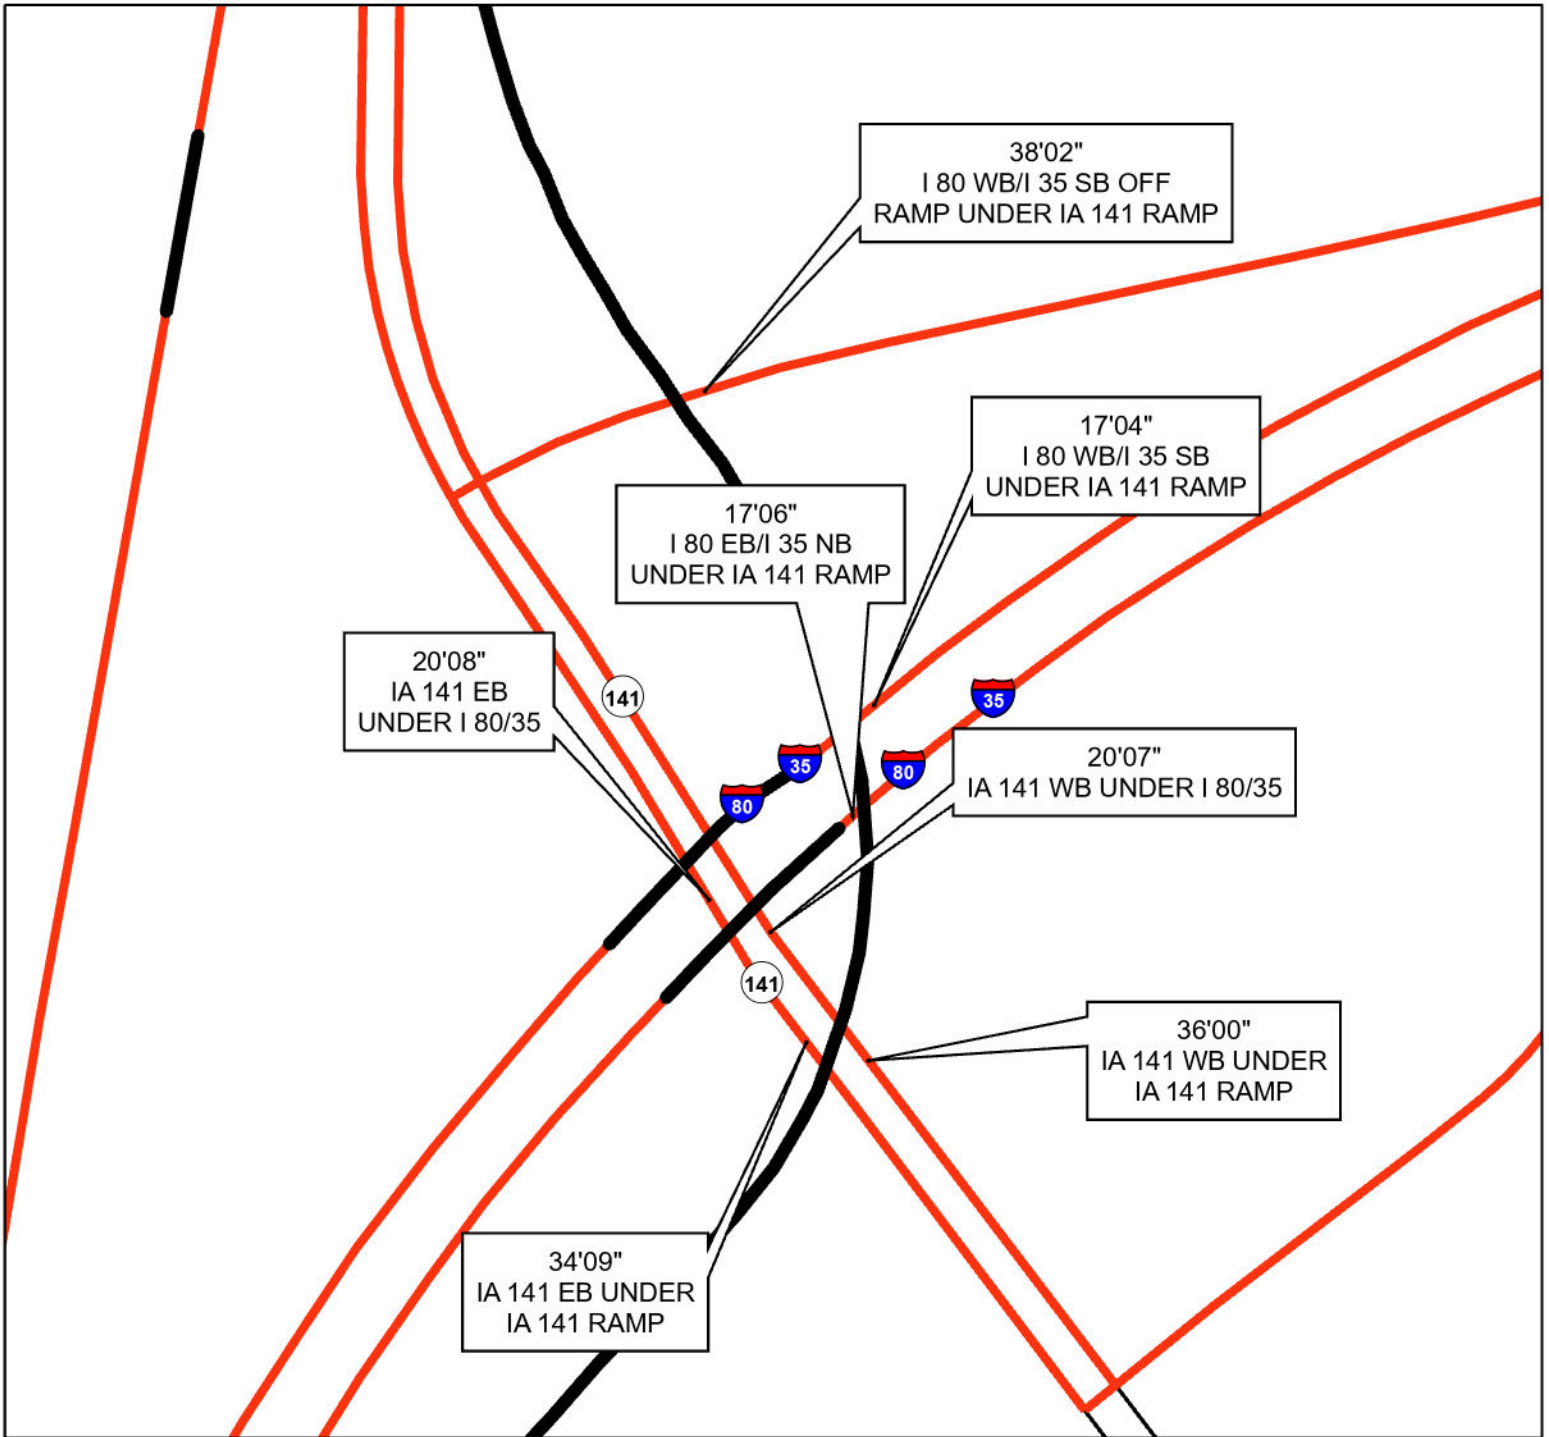 38'02"
I 80 WB/I 35 SB OFF
RAMP UNDER IA 141 RAMP
17'04"
I 80 WB/I 35 SB
UNDER IA 141 RAMP
17'06"
I 80 EB/I 35 NB
UNDER IA 141 RAMP
20'08"
IA 141 EB
UNDER I 80/35
141
35
35
80
80
20'07"
IA 141 WB UNDER I 80/35
141
36'00"
IA 141 WB UNDER
IA 141 RAMP
34'09"
IA 141 EB UNDER
IA 141 RAMP